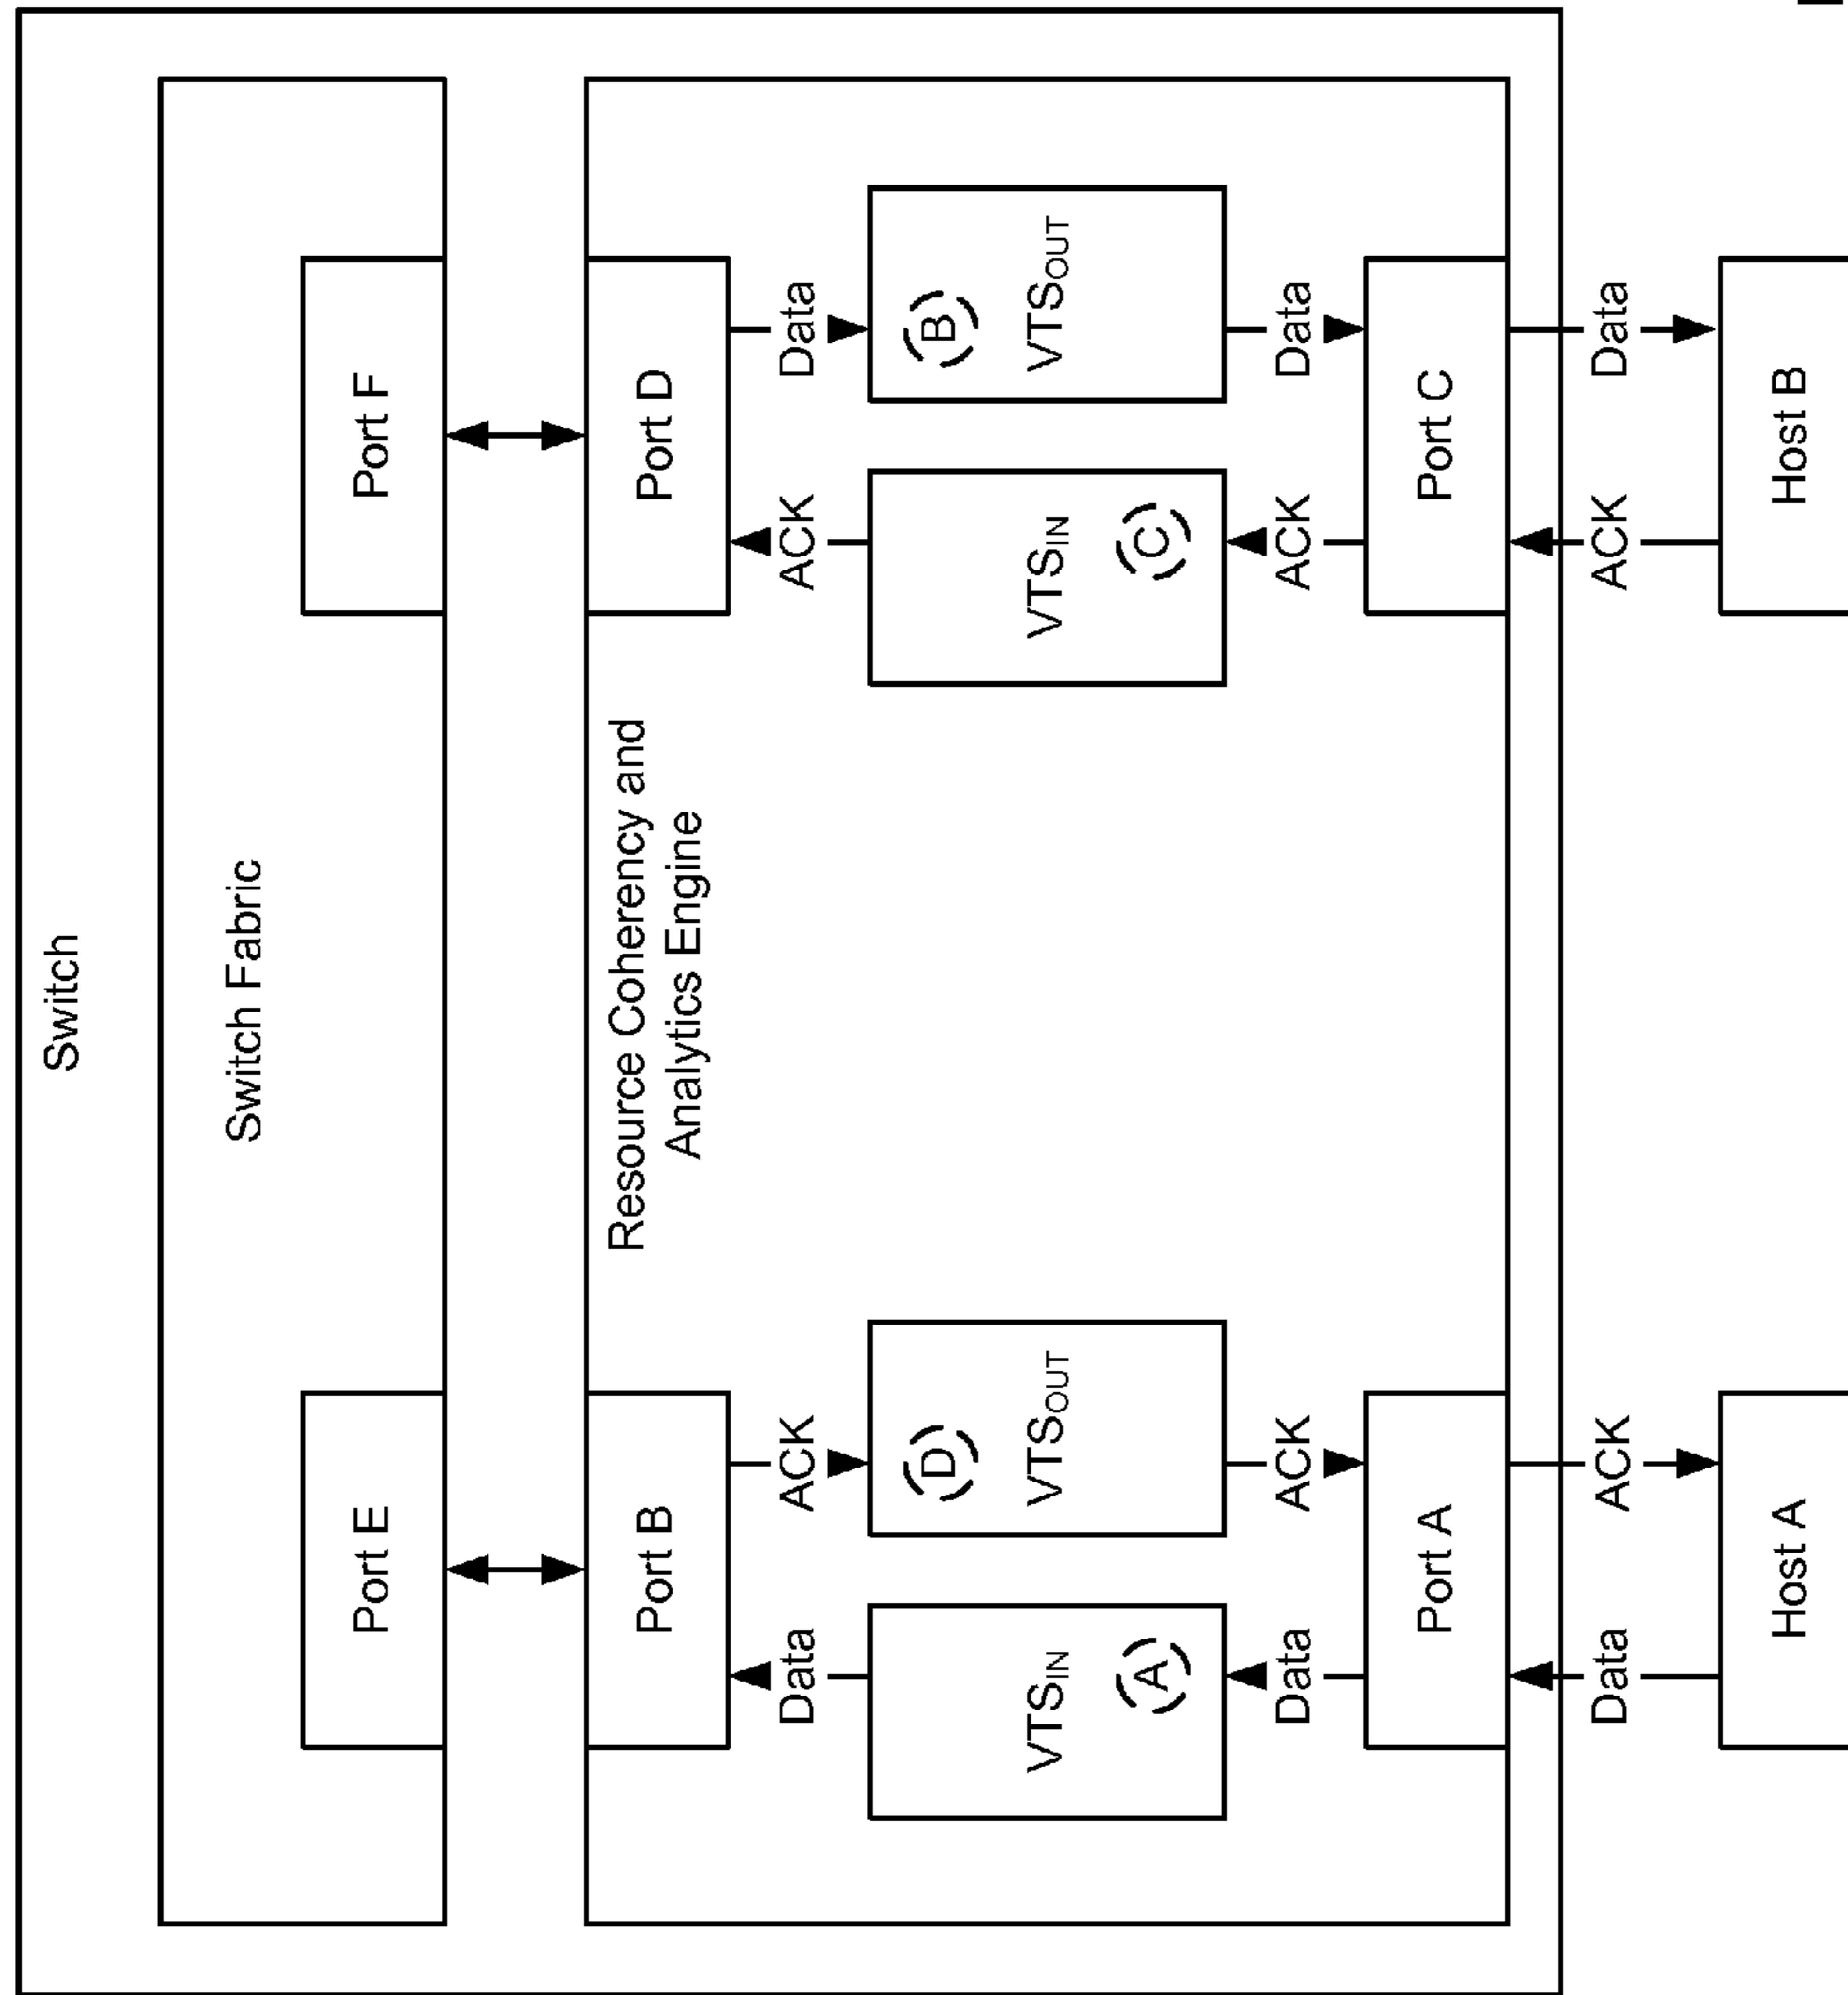 Switch
Switch Fabric
Port E
Port F
Port B
Resource Coherency and
Analytics Engine
Port D
Data
ACK
ACK
Data
D
B
VTSIN
VTSOUT
VTSIN
VTSOUT
A
C
Data
ACK
ACK
Data
Port A
Port C
Data
ACK
ACK
Data
Host A
Host B